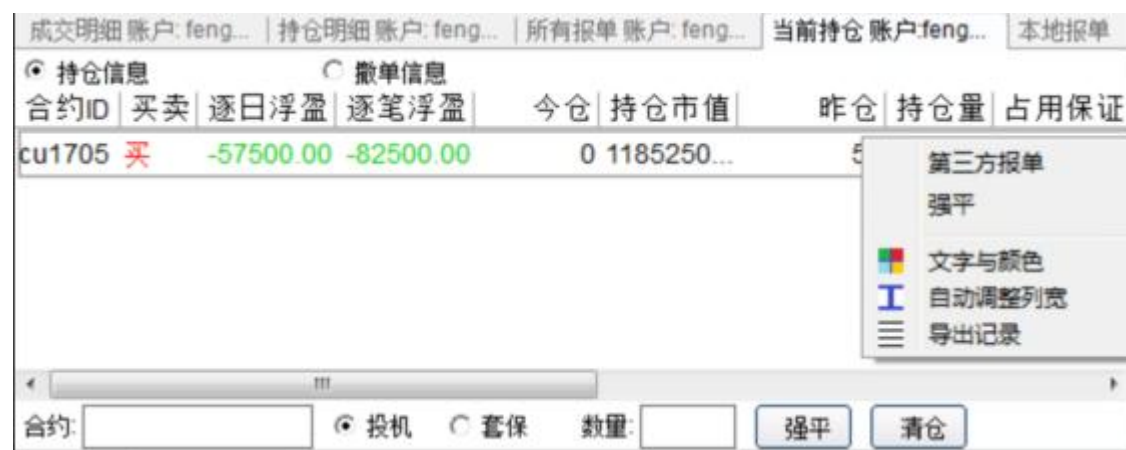 成交明细 账户: feng... 持仓明细 账户: feng... 所有报单 账户: feng... 当前持仓 账户:feng... 本地报单
持仓信息 撤单信息
合约ID 买卖 逐日浮盈 逐笔浮盈 今仓 持仓市值 昨仓 持仓量 占用保证
cu1705 买 -57500.00 -82500.00 0 1185250...
第三方报单
强平
文字与颜色
自动调整列宽
导出记录
合约: 投机 套保 数量: 强平 清仓